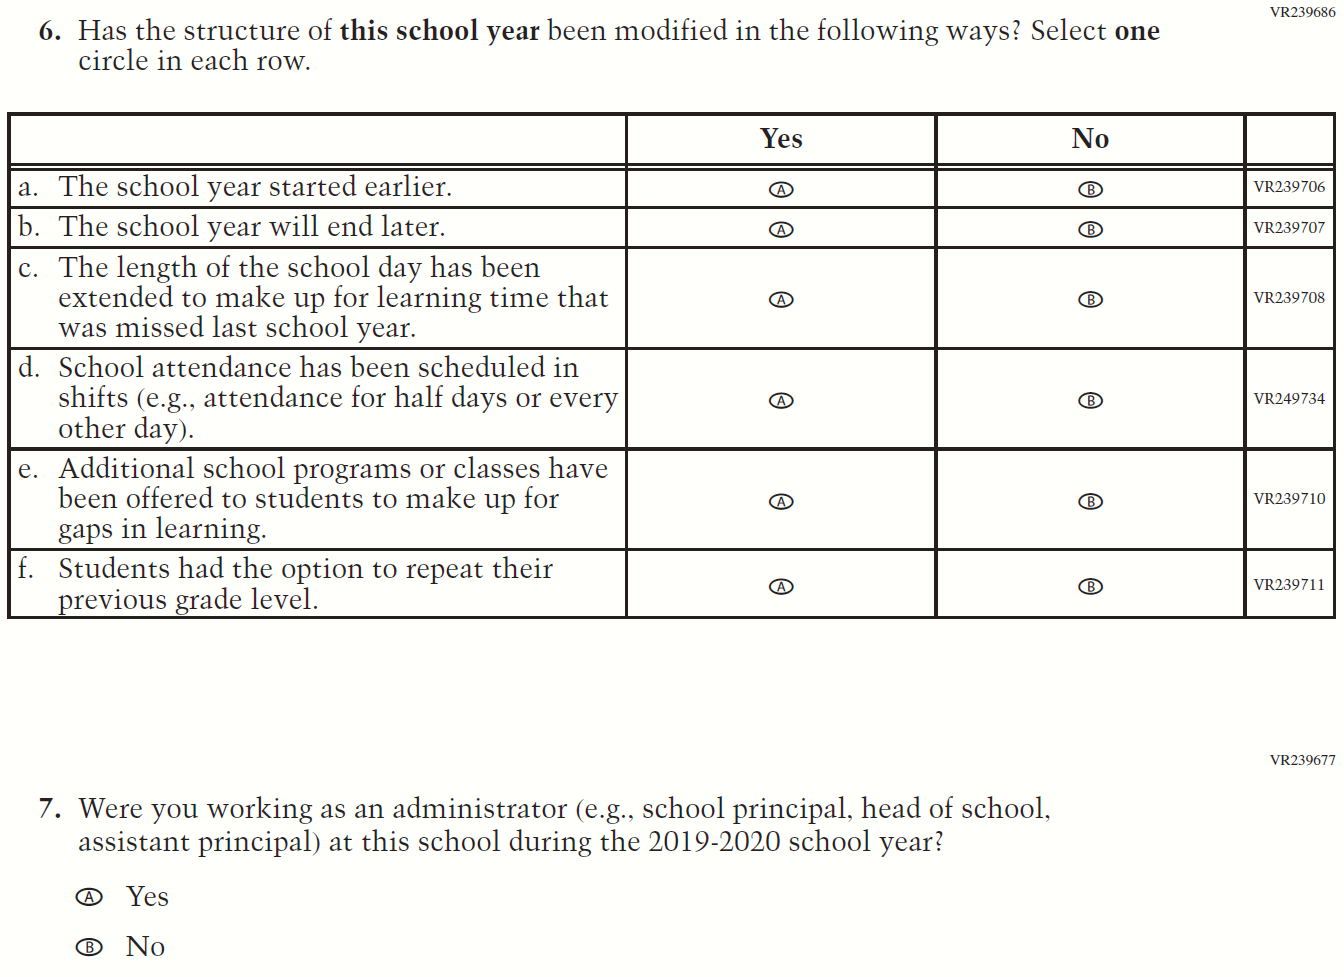 VR239686
6. Has the structure of this school year been modified in the following ways? Select one
circle in each row.
Yes No
a. The school year started earlier. A B VR239706
b. The school year will end later. A B VR239707
c. The length of the school day has been
extended to make up for learning time that A B VR239708
was missed last school year.
d. School attendance has been scheduled in
shifts (e.g., attendance for half days or every A B VR249734
other day).
e. Additional school programs or classes have
been offered to students to make up for A B VR239710
gaps in learning.
f. Students had the option to repeat their A B VR239711
previous grade level.
VR239677
7. Were you working as an administrator (e.g., school principal, head of school,
assistant principal) at this school during the 2019-2020 school year?
A Yes
B No